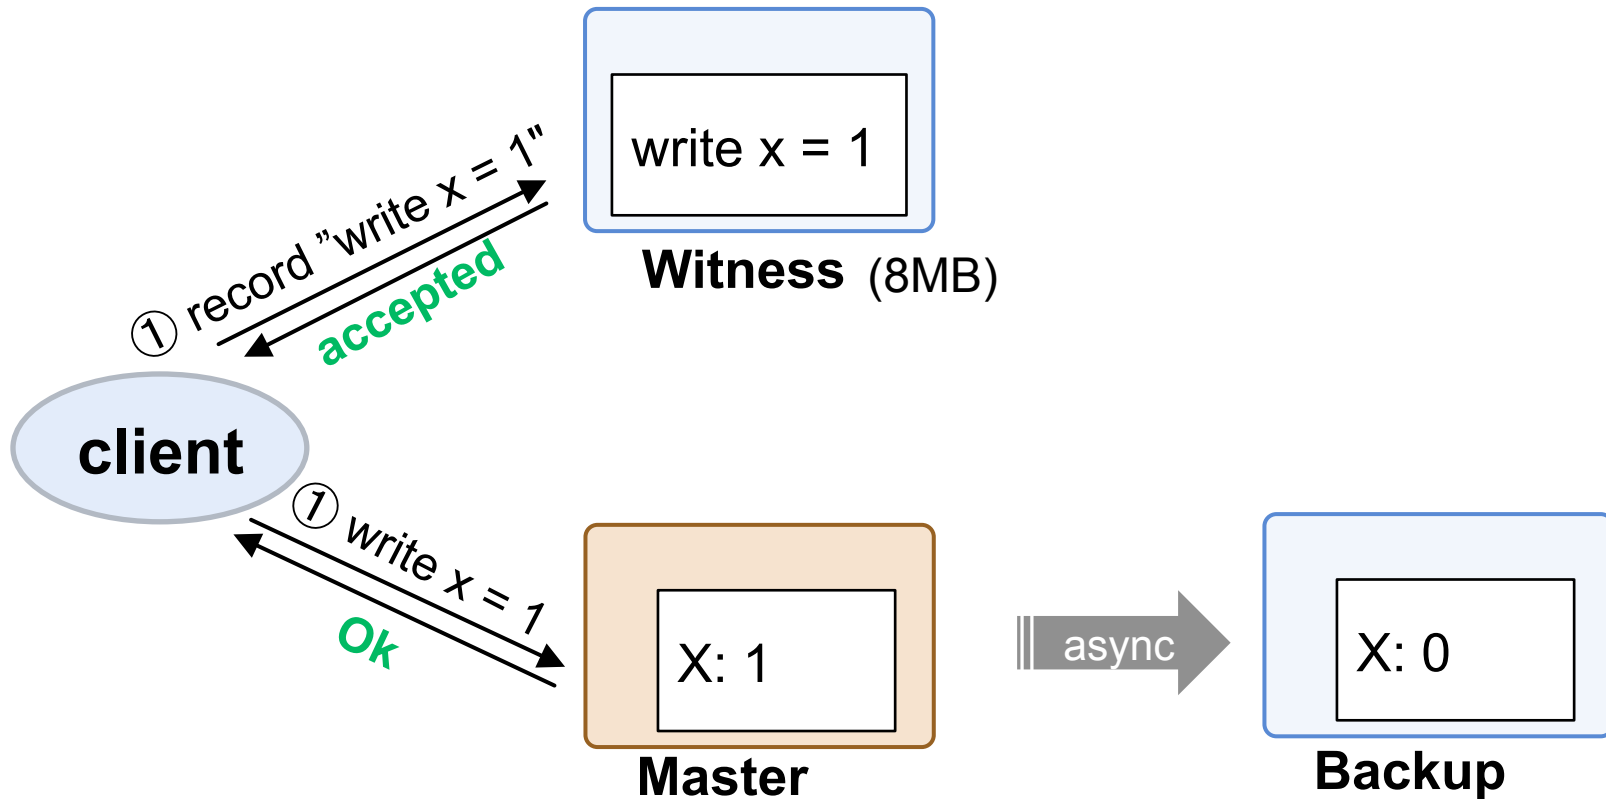 write x = 1
Witness (8MB)
① record ”write x = 1"
accepted
client
① write x = 1
Ok
X: 1
Master
async
X: 0
Backup